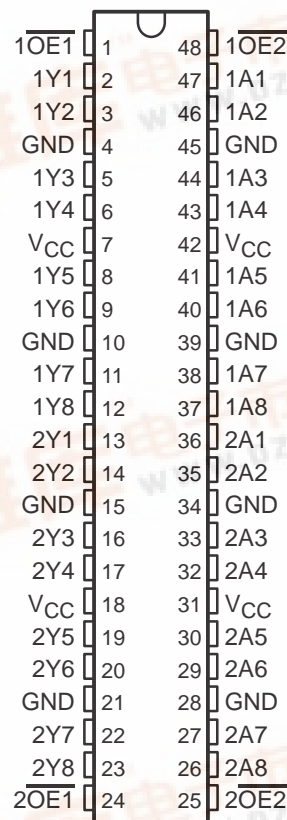 1OE1 1 48 1OE2
1Y1 2 47 1A1
1Y2 3 46 1A2
GND 4 45 GND
1Y3 5 44 1A3
1Y4 6 43 1A4
VCC 7 42 VCC
1Y5 8 41 1A5
1Y6 9 40 1A6
GND 10 39 GND
1Y7 11 38 1A7
1Y8 12 37 1A8
2Y1 13 36 2A1
2Y2 14 35 2A2
GND 15 34 GND
2Y3 16 33 2A3
2Y4 17 32 2A4
VCC 18 31 VCC
2Y5 19 30 2A5
2Y6 20 29 2A6
GND 21 28 GND
2Y7 22 27 2A7
2Y8 23 26 2A8
2OE1 24 25 2OE2